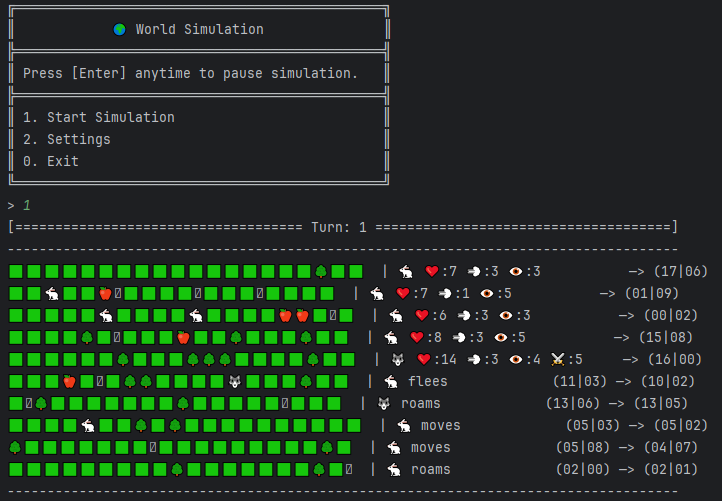 🌍 World Simulation
Press [Enter] anytime to pause simulation.
1. Start Simulation
2. Settings
0. Exit
> 1
[==================================== Turn: 1 =====================================]
| 🐇 ❤️:7 💨:3 👁️:3 —> (17|06)
| 🐇 ❤️:7 💨:1 👁️:5 —> (01|09)
| 🐇 ❤️:6 💨:3 👁️:3 —> (00|02)
| 🐇 ❤️:8 💨:3 👁️:5 —> (15|08)
| 🐺 ❤️:14 💨:3 👁️:4 ⚔️:5 —> (16|00)
| 🐇 flees (11|03) —> (10|02)
| 🐺 roams (13|06) —> (13|05)
| 🐇 moves (05|03) —> (05|02)
| 🐇 moves (05|08) —> (04|07)
| 🐇 roams (02|00) —> (02|01)